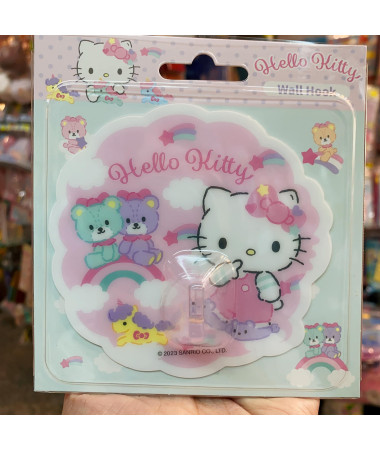 Hello Kitty
Wall Hook
Hello Kitty
© 2023 SANRIO CO., LTD.